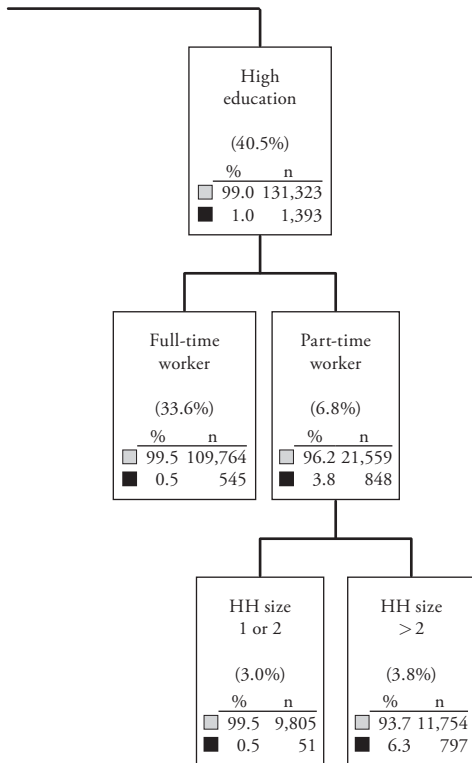 High
education
(40.5%)
% n
99.0 131,323
1.0 1,393
Full-time
worker
(33.6%)
% n
99.5 109,764
0.5 545
Part-time
worker
(6.8%)
% n
96.2 21,559
3.8 848
HH size
1 or 2
(3.0%)
% n
99.5 9,805
0.5 51
HH size
>2
(3.8%)
% n
93.7 11,754
6.3 797